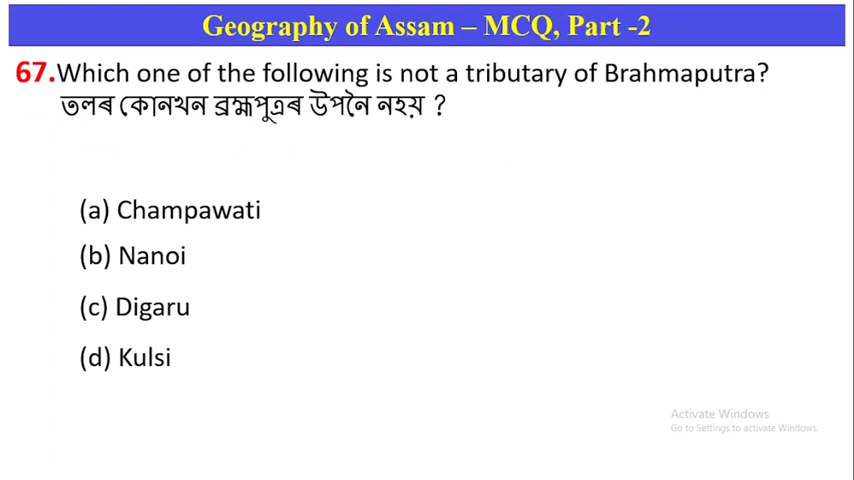 Geography of Assam – MCQ, Part -2
67.Which one of the following is not a tributary of Brahmaputra?
তলৰ কোনখন ব্ৰহ্মপুত্ৰৰ উপনৈ নহয় ?
(a) Champawati
(b) Nanoi
(c) Digaru
(d) Kulsi
Activate Windows
Go to Settings to activate Windows.